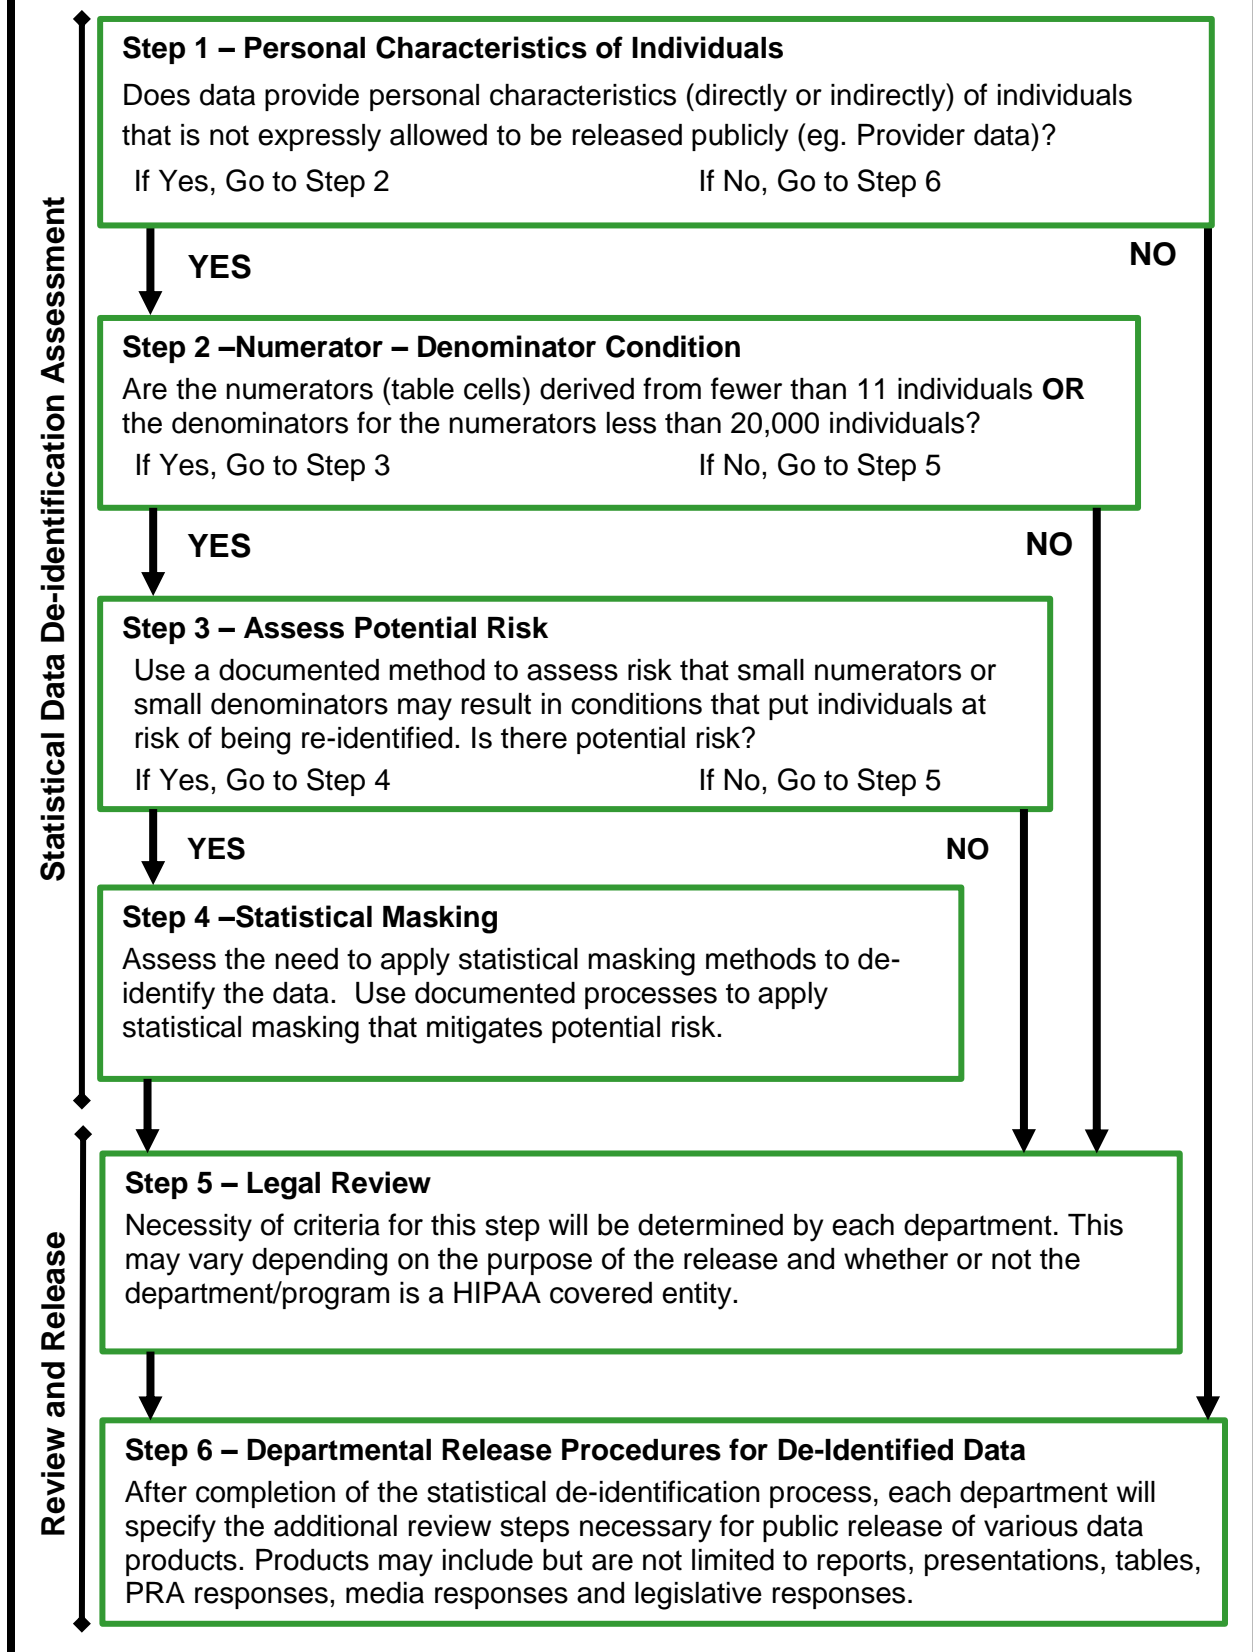 Statistical Data De-identification Assessment
Step 1 – Personal Characteristics of Individuals
Does data provide personal characteristics (directly or indirectly) of individuals
that is not expressly allowed to be released publicly (eg. Provider data)?
If Yes, Go to Step 2 If No, Go to Step 6
YES NO
Step 2 –Numerator – Denominator Condition
Are the numerators (table cells) derived from fewer than 11 individuals OR
the denominators for the numerators less than 20,000 individuals?
If Yes, Go to Step 3 If No, Go to Step 5
YES NO
Step 3 – Assess Potential Risk
Use a documented method to assess risk that small numerators or
small denominators may result in conditions that put individuals at
risk of being re-identified. Is there potential risk?
If Yes, Go to Step 4 If No, Go to Step 5
YES NO
Step 4 –Statistical Masking
Assess the need to apply statistical masking methods to de-
identify the data.  Use documented processes to apply
statistical masking that mitigates potential risk.
Review and Release
Step 5 – Legal Review
Necessity of criteria for this step will be determined by each department. This
may vary depending on the purpose of the release and whether or not the
department/program is a HIPAA covered entity.
Step 6 – Departmental Release Procedures for De-Identified Data
After completion of the statistical de-identification process, each department will
specify the additional review steps necessary for public release of various data
products. Products may include but are not limited to reports, presentations, tables,
PRA responses, media responses and legislative responses.